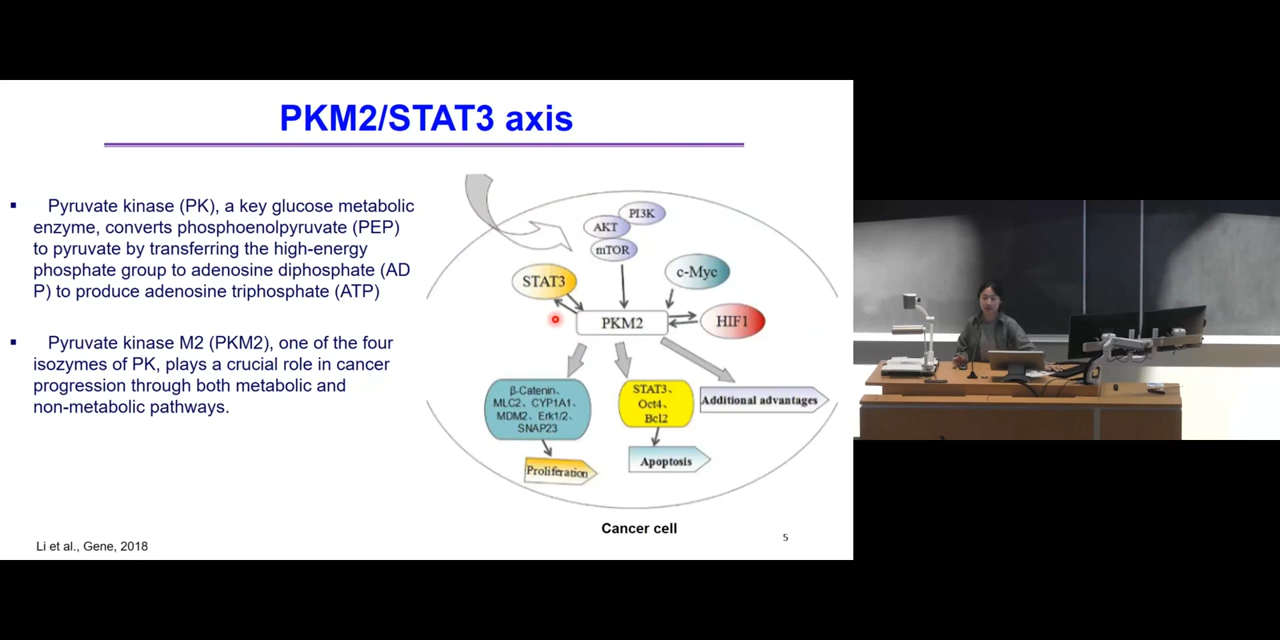 PKM2/STAT3 axis
▪ Pyruvate kinase (PK), a key glucose metabolic
enzyme, converts phosphoenolpyruvate (PEP)
to pyruvate by transferring the high-energy
phosphate group to adenosine diphosphate (AD
P) to produce adenosine triphosphate (ATP)
▪ Pyruvate kinase M2 (PKM2), one of the four
isozymes of PK, plays a crucial role in cancer
progression through both metabolic and
non-metabolic pathways.
PI3K
AKT
mTOR
STAT3
c-Myc
PKM2
HIF1
β-Catenin、
MLC2、CYP1A1、
MDM2、Erk1/2、
SNAP23
STAT3、
Oct4、
Bcl2
Additional advantages
Proliferation
Apoptosis
Cancer cell
Li et al., Gene, 2018
5